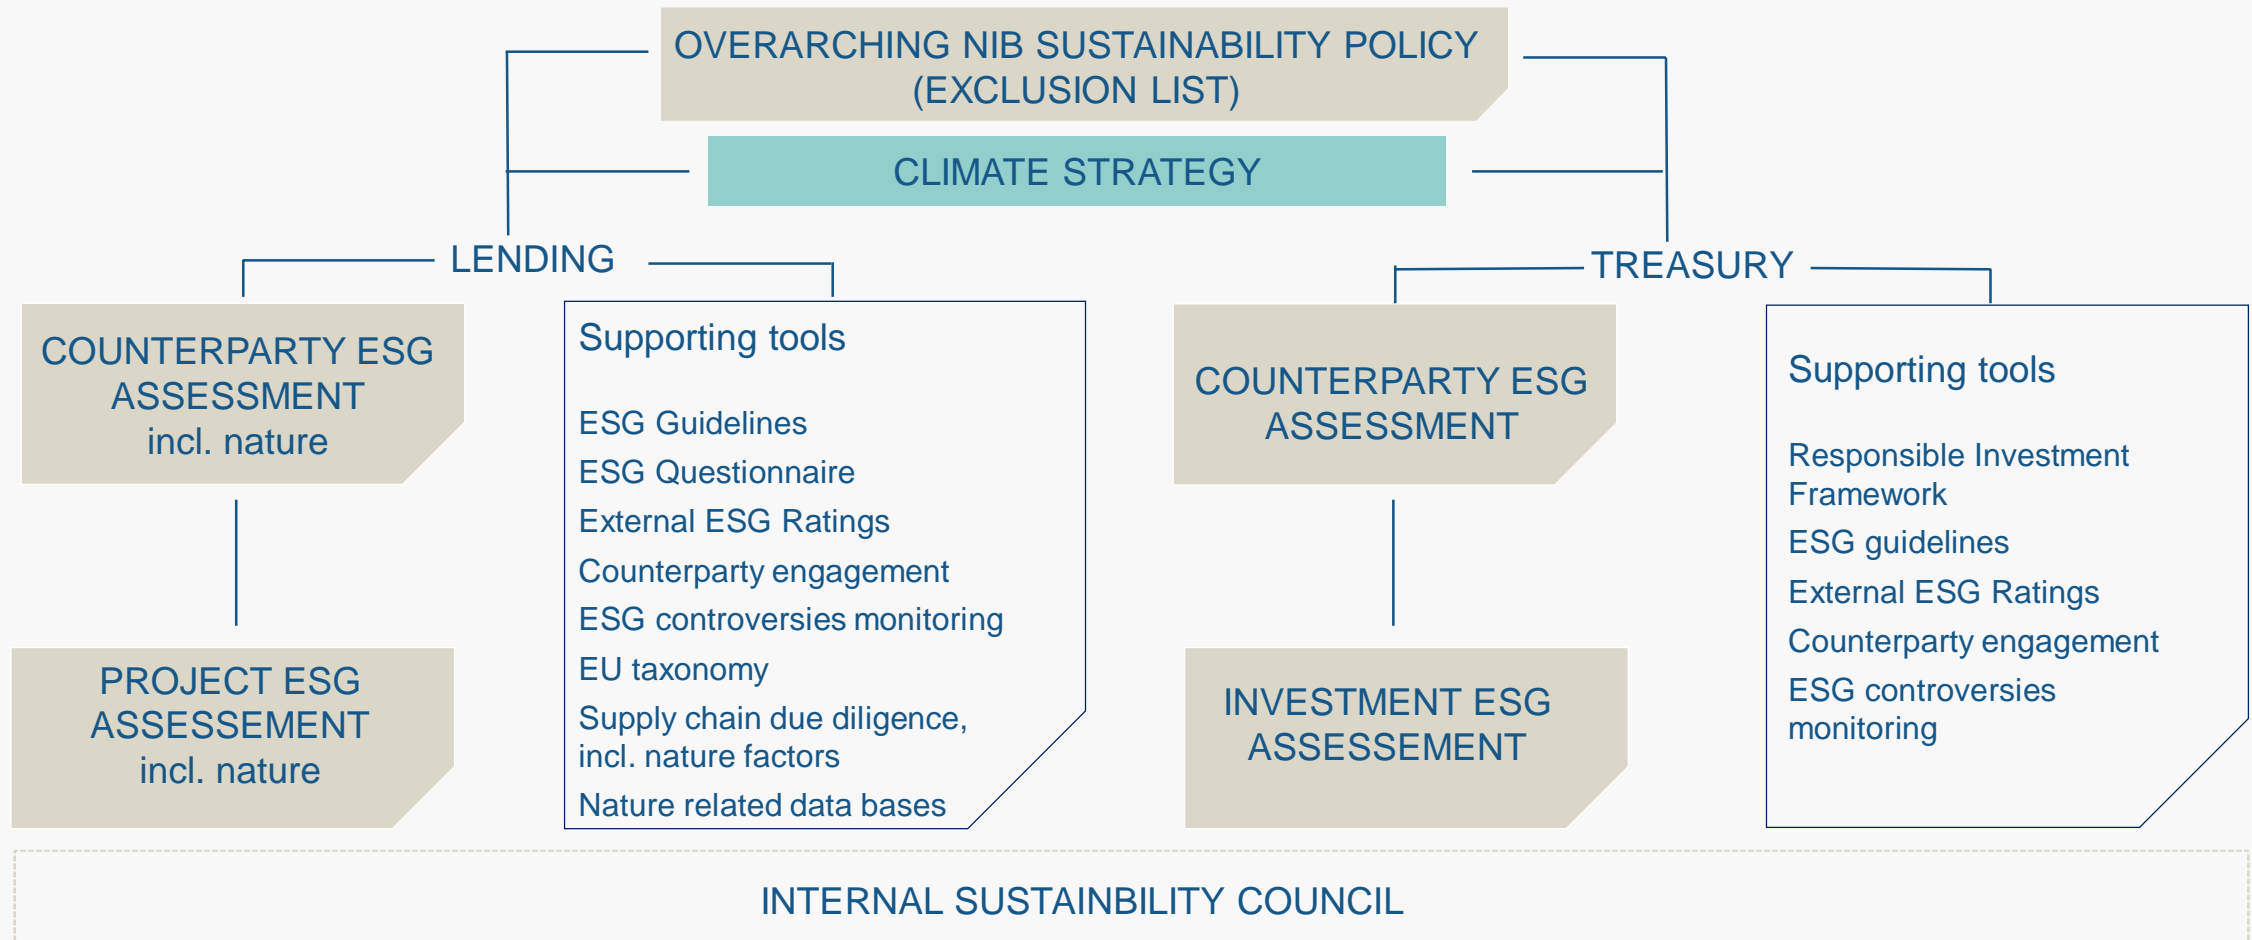 OVERARCHING NIB SUSTAINABILITY POLICY
(EXCLUSION LIST)
CLIMATE STRATEGY
LENDING
COUNTERPARTY ESG
ASSESSMENT
incl. nature
PROJECT ESG
ASSESSEMENT
incl. nature
Supporting tools
ESG Guidelines
ESG Questionnaire
External ESG Ratings
Counterparty engagement
ESG controversies monitoring
EU taxonomy
Supply chain due diligence,
incl. nature factors
Nature related data bases
TREASURY
COUNTERPARTY ESG
ASSESSMENT
INVESTMENT ESG
ASSESSEMENT
Supporting tools
Responsible Investment
Framework
ESG guidelines
External ESG Ratings
Counterparty engagement
ESG controversies
monitoring
INTERNAL SUSTAINBILITY COUNCIL